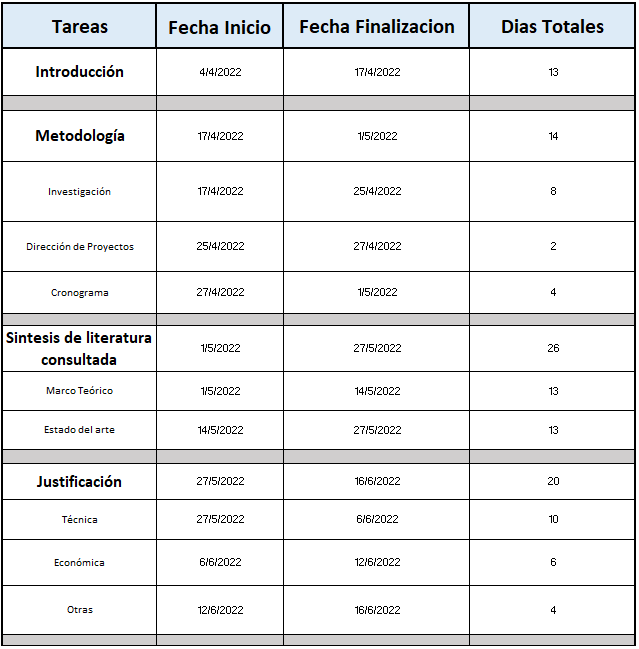 Tareas Fecha Inicio Fecha Finalizacion Dias Totales
Introducción 4/4/2022 17/4/2022 13
Metodología 17/4/2022 1/5/2022 14
Investigación 17/4/2022 25/4/2022 8
Dirección de Proyectos 25/4/2022 27/4/2022 2
Cronograma 27/4/2022 1/5/2022 4
Sintesis de literatura
consultada 1/5/2022 27/5/2022 26
Marco Teórico 1/5/2022 14/5/2022 13
Estado del arte 14/5/2022 27/5/2022 13
Justificación 27/5/2022 16/6/2022 20
Técnica 27/5/2022 6/6/2022 10
Económica 6/6/2022 12/6/2022 6
Otras 12/6/2022 16/6/2022 4